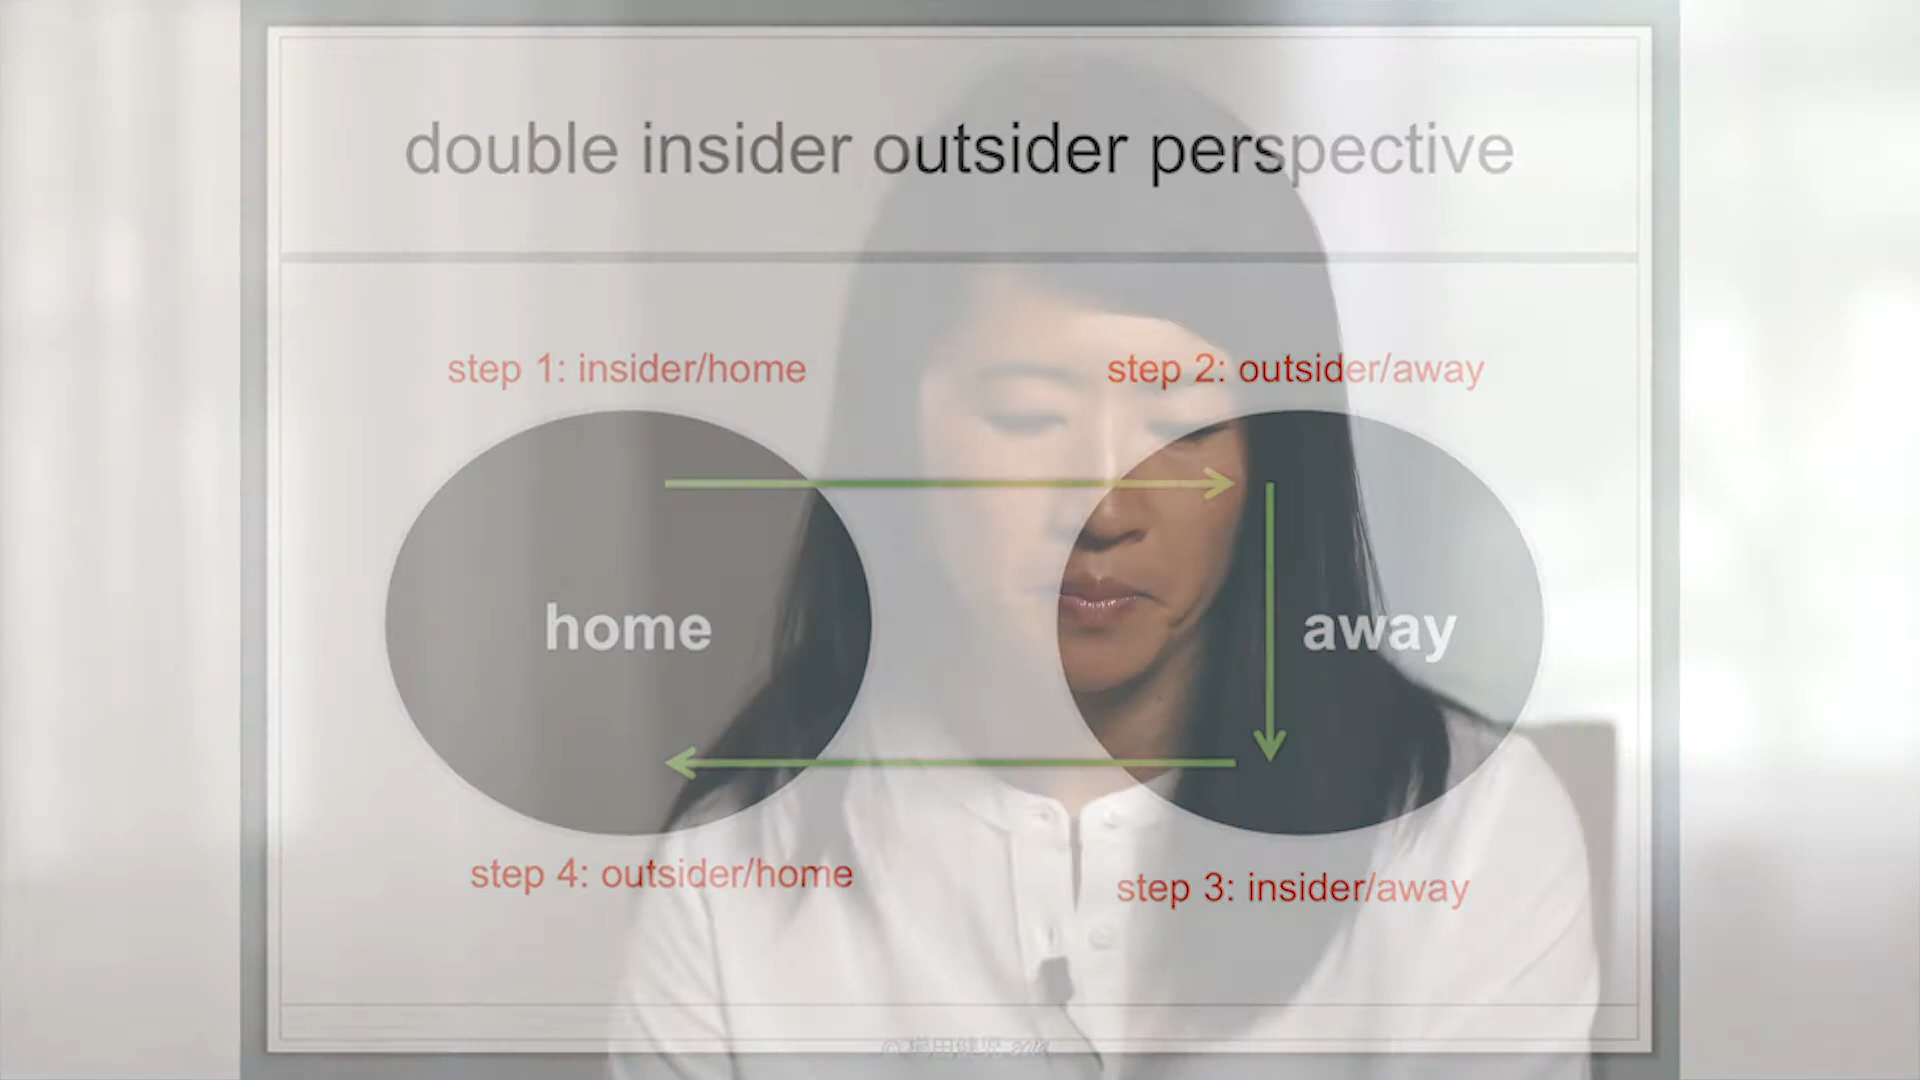 double insider outsider perspective
step 1: insider/home
step 2: outsider/away
home
away
step 4: outsider/home
step 3: insider/away